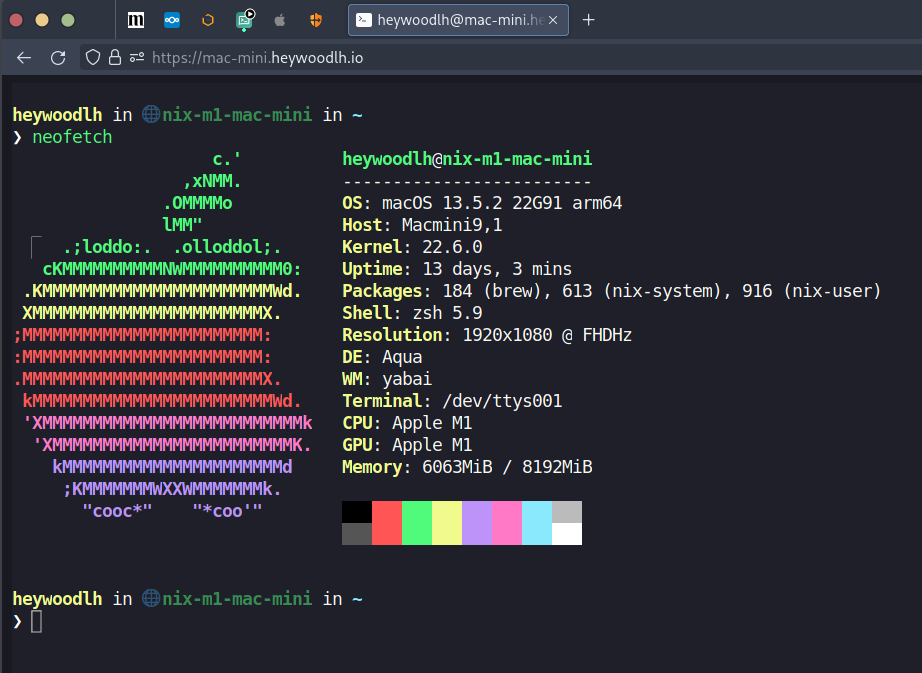 heywoodlh@mac-mini.he
https://mac-mini.heywoodlh.io
heywoodlh in 🌐nix-m1-mac-mini in ~
❯ neofetch
                    c.'          heywoodlh@nix-m1-mac-mini
                 ,xNMM.          -------------------------
               .OMMMMo           OS: macOS 13.5.2 22G91 arm64
               lMM"              Host: Macmini9,1
     .;loddo:.  .olloddol;.      Kernel: 22.6.0
   cKMMMMMMMMMMNWMMMMMMMMMM0:    Uptime: 13 days, 3 mins
 .KMMMMMMMMMMMMMMMMMMMMMMMWd.    Packages: 184 (brew), 613 (nix-system), 916 (nix-user)
 XMMMMMMMMMMMMMMMMMMMMMMMX.      Shell: zsh 5.9
;MMMMMMMMMMMMMMMMMMMMMMMM:       Resolution: 1920x1080 @ FHDHz
:MMMMMMMMMMMMMMMMMMMMMMMM:       DE: Aqua
.MMMMMMMMMMMMMMMMMMMMMMMMX.      WM: yabai
 kMMMMMMMMMMMMMMMMMMMMMMMMWd.    Terminal: /dev/ttys001
 'XMMMMMMMMMMMMMMMMMMMMMMMMMMk   CPU: Apple M1
  'XMMMMMMMMMMMMMMMMMMMMMMMMK.   GPU: Apple M1
    kMMMMMMMMMMMMMMMMMMMMMMd     Memory: 6063MiB / 8192MiB
     ;KMMMMMMMWXXWMMMMMMMk.
       "cooc*"    "*coo'"
heywoodlh in 🌐nix-m1-mac-mini in ~
❯